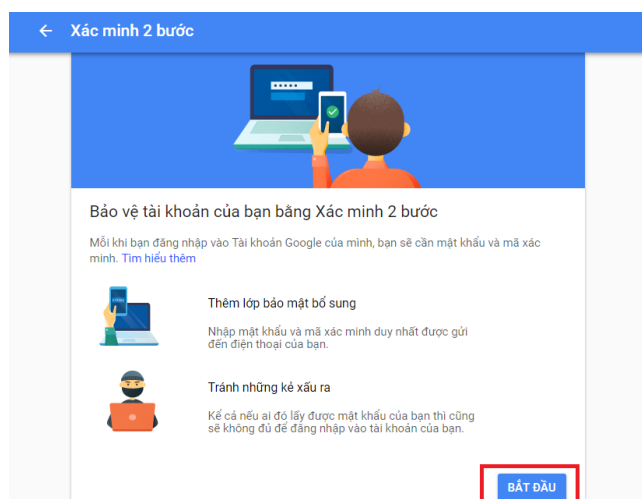 Xác minh 2 bước
Bảo vệ tài khoản của bạn bằng Xác minh 2 bước
Mỗi khi bạn đăng nhập vào Tài khoản Google của mình, bạn sẽ cần mật khẩu và mã xác
minh. Tìm hiểu thêm
Thêm lớp bảo mật bổ sung
Nhập mật khẩu và mã xác minh duy nhất được gửi
đến điện thoại của bạn.
Tránh những kẻ xấu ra
Kể cả nếu ai đó lấy được mật khẩu của bạn thì cũng
sẽ không đủ để đăng nhập vào tài khoản của bạn.
BẮT ĐẦU